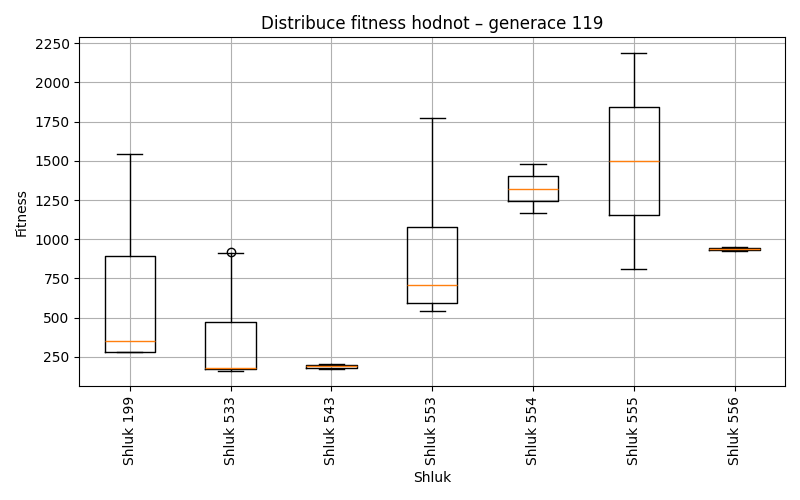 Distribuce fitness hodnot – generace 119
Fitness
2250
2000
1750
1500
1250
1000
750
500
250
Shluk 199
Shluk 533
Shluk 543
Shluk 553
Shluk 554
Shluk 555
Shluk 556
Shluk